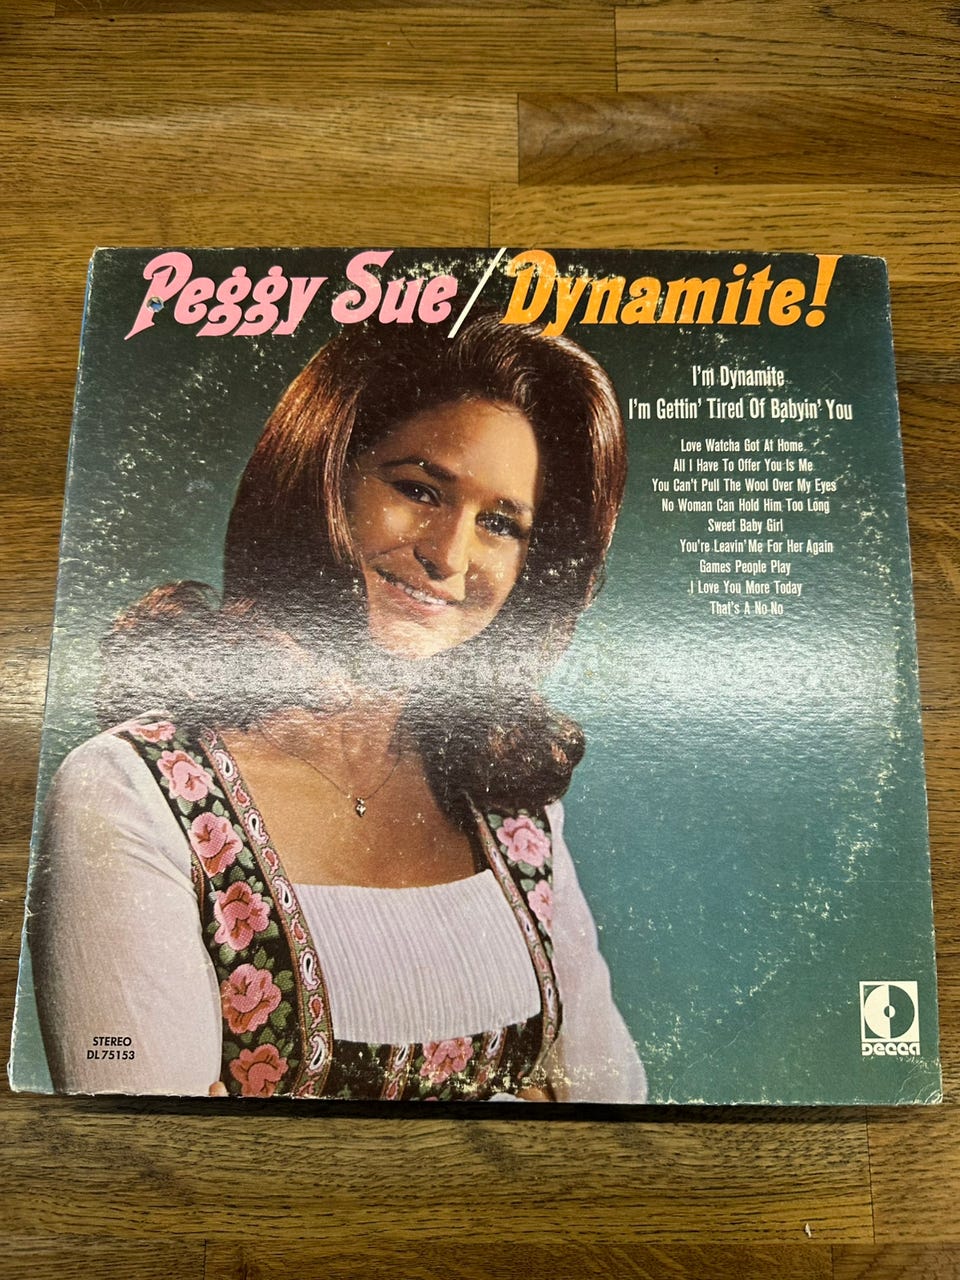 Peggy Sue/Dynamite!
I'm Dynamite
I'm Gettin' Tired Of Babyin' You
Love Watcha Got At Home
All I Have To Offer You Is Me
You Can't Pull The Wool Over My Eyes
No Woman Can Hold Him Too Long
Sweet Baby Girl
You're Leavin' Me For Her Again
Games People Play
I Love You More Today
That's A No No
STEREO
DL 75153
DECCA